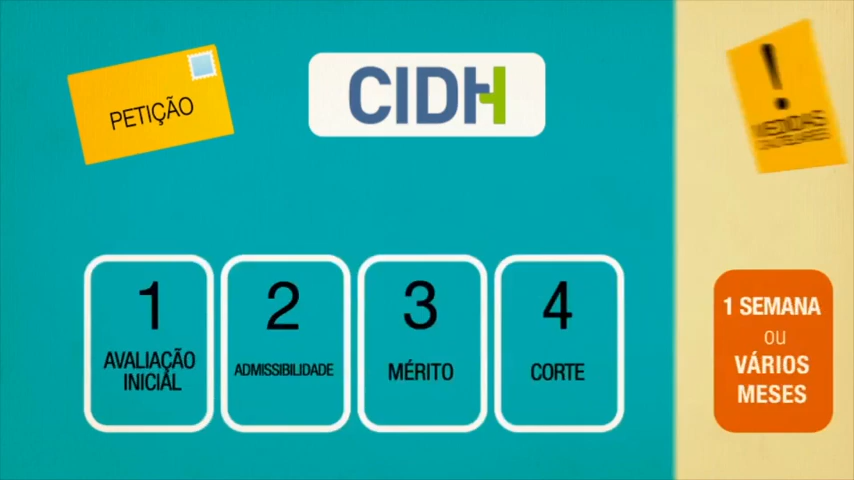 PETIÇÃO
CIDH
!
MEDIDAS
1
AVALIAÇÃO
INICIAL
2
ADMISSIBILIDADE
3
MÉRITO
4
CORTE
1 SEMANA
ou
VÁRIOS
MESES